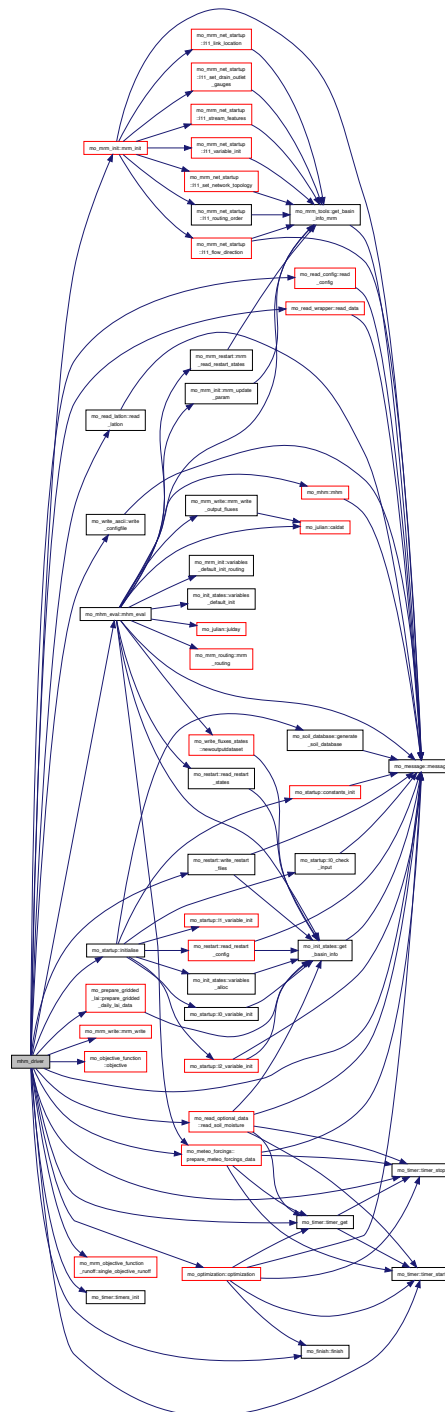 mo_mrm_net_startup
::l11_link_location
mo_mrm_net_startup
::l11_set_drain_outlet
_gauges
mo_mrm_net_startup
::l11_stream_features
mo_mrm_init::mrm_init
mo_mrm_net_startup
::l11_variable_init
mo_mrm_net_startup
::l11_set_network_topology
mo_mrm_net_startup
::l11_routing_order
mo_mrm_tools::get_basin
_info_mrm
mo_mrm_net_startup
::l11_flow_direction
mo_read_config::read
_config
mo_read_wrapper::read_data
mo_mrm_restart::mrm
_read_restart_states
mo_mrm_init::mrm_update
_param
mo_read_latlon::read
_latlon
mo_mhm::mhm
mo_mrm_write::mrm_write
_output_fluxes
mo_write_ascii::write
_configfile
mo_julian::caldat
mo_mrm_init::variables
_default_init_routing
mo_init_states::variables
_default_init
mo_mhm_eval::mhm_eval
mo_julian::julday
mo_mrm_routing::mrm
_routing
mo_write_fluxes_states
::newoutputdataset
mo_soil_database::generate
_soil_database
mo_message::message
mo_restart::read_restart
_states
mo_startup::constants_init
mo_restart::write_restart
_files
mo_startup::l0_check
_input
mo_startup::l1_variable_init
mo_startup::initialise
mo_restart::read_restart
_config
mo_init_states::get
_basin_info
mo_init_states::variables
_alloc
mo_prepare_gridded
_lai::prepare_gridded
_daily_lai_data
mo_startup::l0_variable_init
mo_mrm_write::mrm_write
mhm_driver
mo_objective_function
::objective
mo_startup::l2_variable_init
mo_read_optional_data
::read_soil_moisture
mo_meteo_forcings::
prepare_meteo_forcings_data
mo_timer::timer_stop
mo_timer::timer_get
mo_mrm_objective_function
_runoff::single_objective_runoff
mo_optimization::optimization
mo_timer::timer_start
mo_timer::timers_init
mo_finish::finish